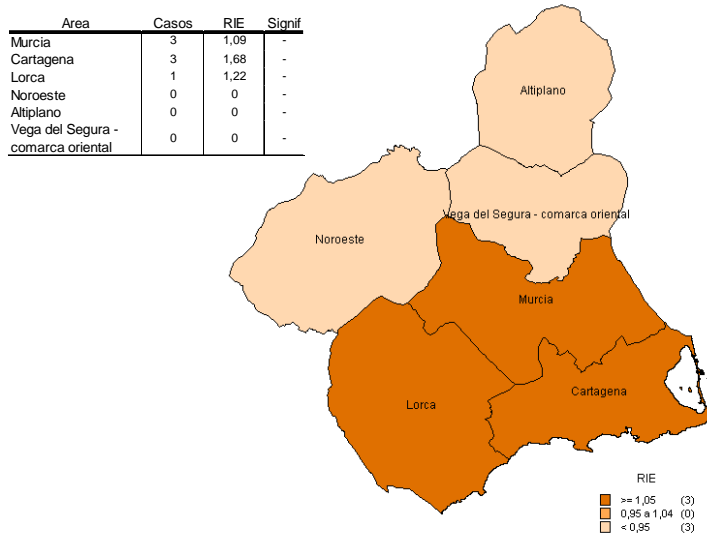 Area Casos RIE Signif
Murcia 3 1,09 -
Cartagena 3 1,68 -
Lorca 1 1,22 -
Noroeste 0 0 -
Altiplano 0 0 -
Vega del Segura -
comarca oriental 0 0 -
Altiplano
Vega del Segura - comarca oriental
Noroeste
Murcia
Cartagena
Lorca
RIE
>= 1,05 (3)
0,95 a 1,04 (0)
< 0,95 (3)